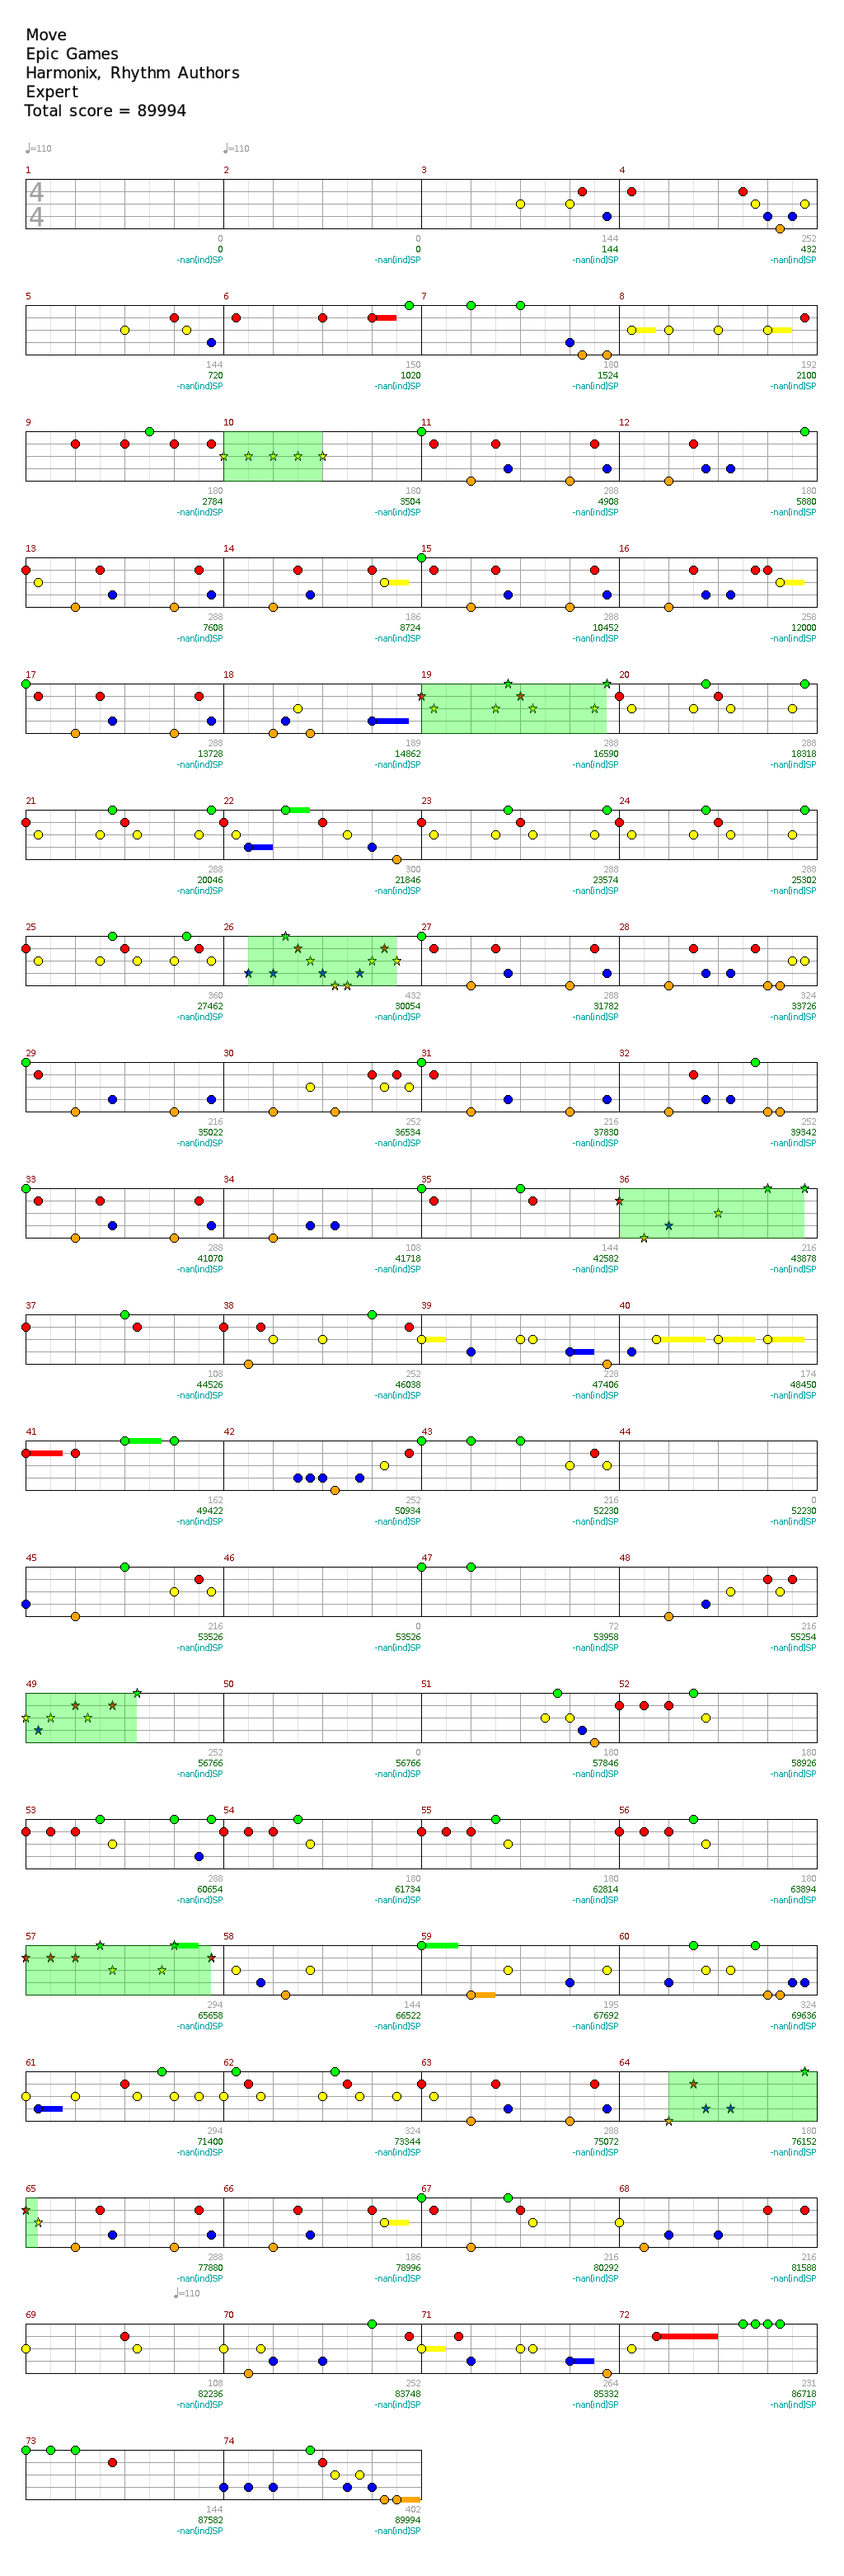 Move
Epic Games
Harmonix, Rhythm Authors
Expert
Total score = 89994
♩=110 ♩=110
1 2 3 4
4
4
0 0 144 252
0 0 144 432
-nan(ind)SP -nan(ind)SP -nan(ind)SP -nan(ind)SP
5 6 7 8
144 150 180 192
720 1020 1524 2100
-nan(ind)SP -nan(ind)SP -nan(ind)SP -nan(ind)SP
9 10 11 12
180 180 288 180
2784 3504 4908 5880
-nan(ind)SP -nan(ind)SP -nan(ind)SP -nan(ind)SP
13 14 15 16
288 186 288 258
7608 8724 10452 12000
-nan(ind)SP -nan(ind)SP -nan(ind)SP -nan(ind)SP
17 18 19 20
288 189 288 288
13728 14862 16590 18318
-nan(ind)SP -nan(ind)SP -nan(ind)SP -nan(ind)SP
21 22 23 24
288 300 288 288
20046 21846 23574 25302
-nan(ind)SP -nan(ind)SP -nan(ind)SP -nan(ind)SP
25 26 27 28
360 432 288 324
27462 30054 31782 33726
-nan(ind)SP -nan(ind)SP -nan(ind)SP -nan(ind)SP
29 30 31 32
216 252 216 252
35022 36534 37830 39342
-nan(ind)SP -nan(ind)SP -nan(ind)SP -nan(ind)SP
33 34 35 36
288 108 144 216
41070 41718 42582 43878
-nan(ind)SP -nan(ind)SP -nan(ind)SP -nan(ind)SP
37 38 39 40
108 252 228 174
44526 46038 47406 48450
-nan(ind)SP -nan(ind)SP -nan(ind)SP -nan(ind)SP
41 42 43 44
162 252 216 0
49422 50934 52230 52230
-nan(ind)SP -nan(ind)SP -nan(ind)SP -nan(ind)SP
45 46 47 48
216 0 72 216
53526 53526 53958 55254
-nan(ind)SP -nan(ind)SP -nan(ind)SP -nan(ind)SP
49 50 51 52
252 0 180 180
56766 56766 57846 58926
-nan(ind)SP -nan(ind)SP -nan(ind)SP -nan(ind)SP
53 54 55 56
288 180 180 180
60654 61734 62814 63894
-nan(ind)SP -nan(ind)SP -nan(ind)SP -nan(ind)SP
57 58 59 60
294 144 195 324
65658 66522 67692 69636
-nan(ind)SP -nan(ind)SP -nan(ind)SP -nan(ind)SP
61 62 63 64
294 324 288 180
71400 73344 75072 76152
-nan(ind)SP -nan(ind)SP -nan(ind)SP -nan(ind)SP
65 66 67 68
288 186 216 216
77880 78996 80292 81588
-nan(ind)SP -nan(ind)SP -nan(ind)SP -nan(ind)SP
♩=110
69 70 71 72
108 252 264 231
82236 83748 85332 86718
-nan(ind)SP -nan(ind)SP -nan(ind)SP -nan(ind)SP
73 74
144 402
87582 89994
-nan(ind)SP -nan(ind)SP